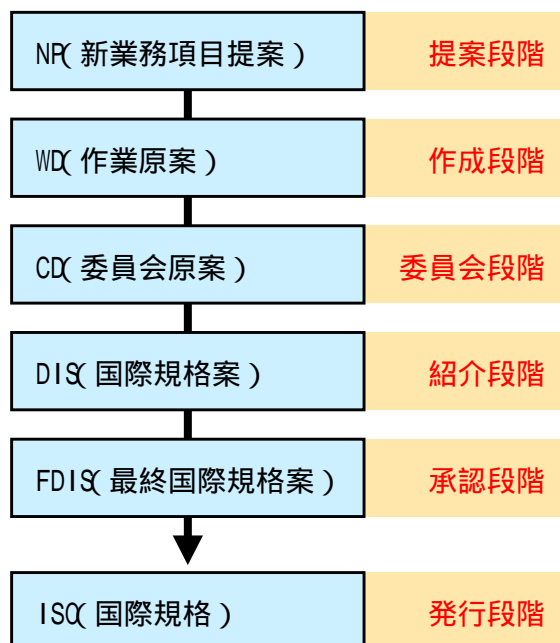 NP(新業務項目提案) 提案段階
WD(作業原案) 作成段階
CD(委員会原案) 委員会段階
DIS(国際規格案) 紹介段階
FDIS(最終国際規格案) 承認段階
ISO(国際規格) 発行段階